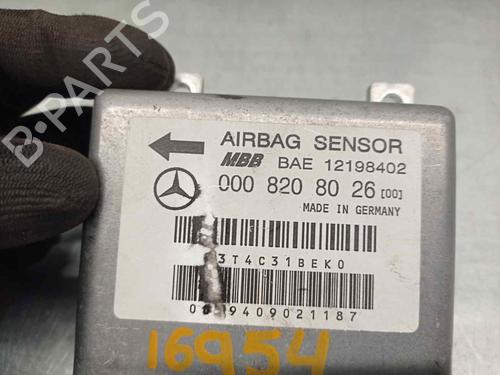 AIRBAG SENSOR
MBB BAE 12198402
000 820 80 26 [00]
MADE IN GERMANY
3T4C31BEK0
9409021187
16954
B-PARTS